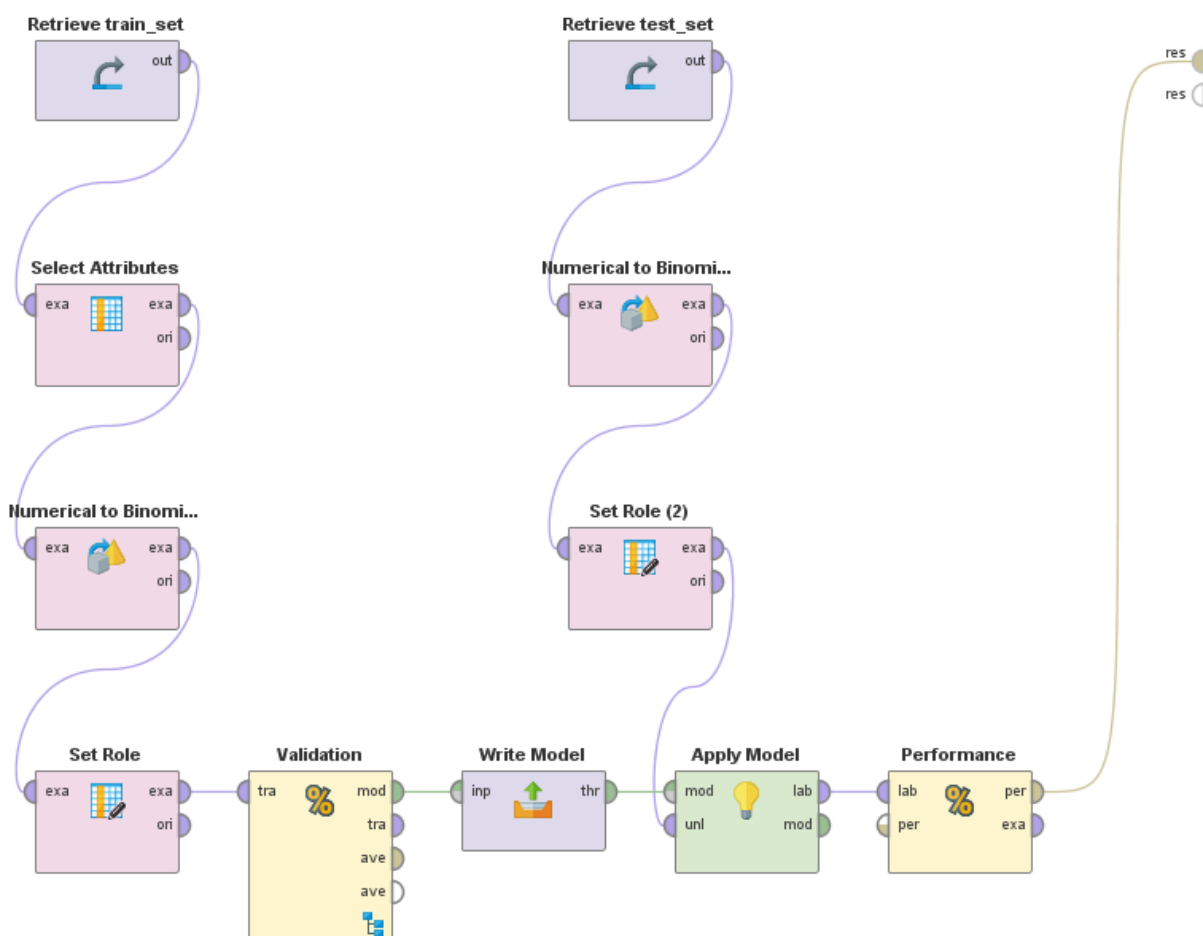 Retrieve train_set
out
Retrieve test_set
out
res
res
Select Attributes
exa exa
ori
Numerical to Binomi...
exa exa
ori
Numerical to Binomi...
exa exa
ori
Set Role (2)
exa exa
ori
Set Role
exa exa
ori
Validation
tra mod
tra
ave
ave
Write Model
inp thr
Apply Model
mod lab
unl mod
Performance
lab per
per exa